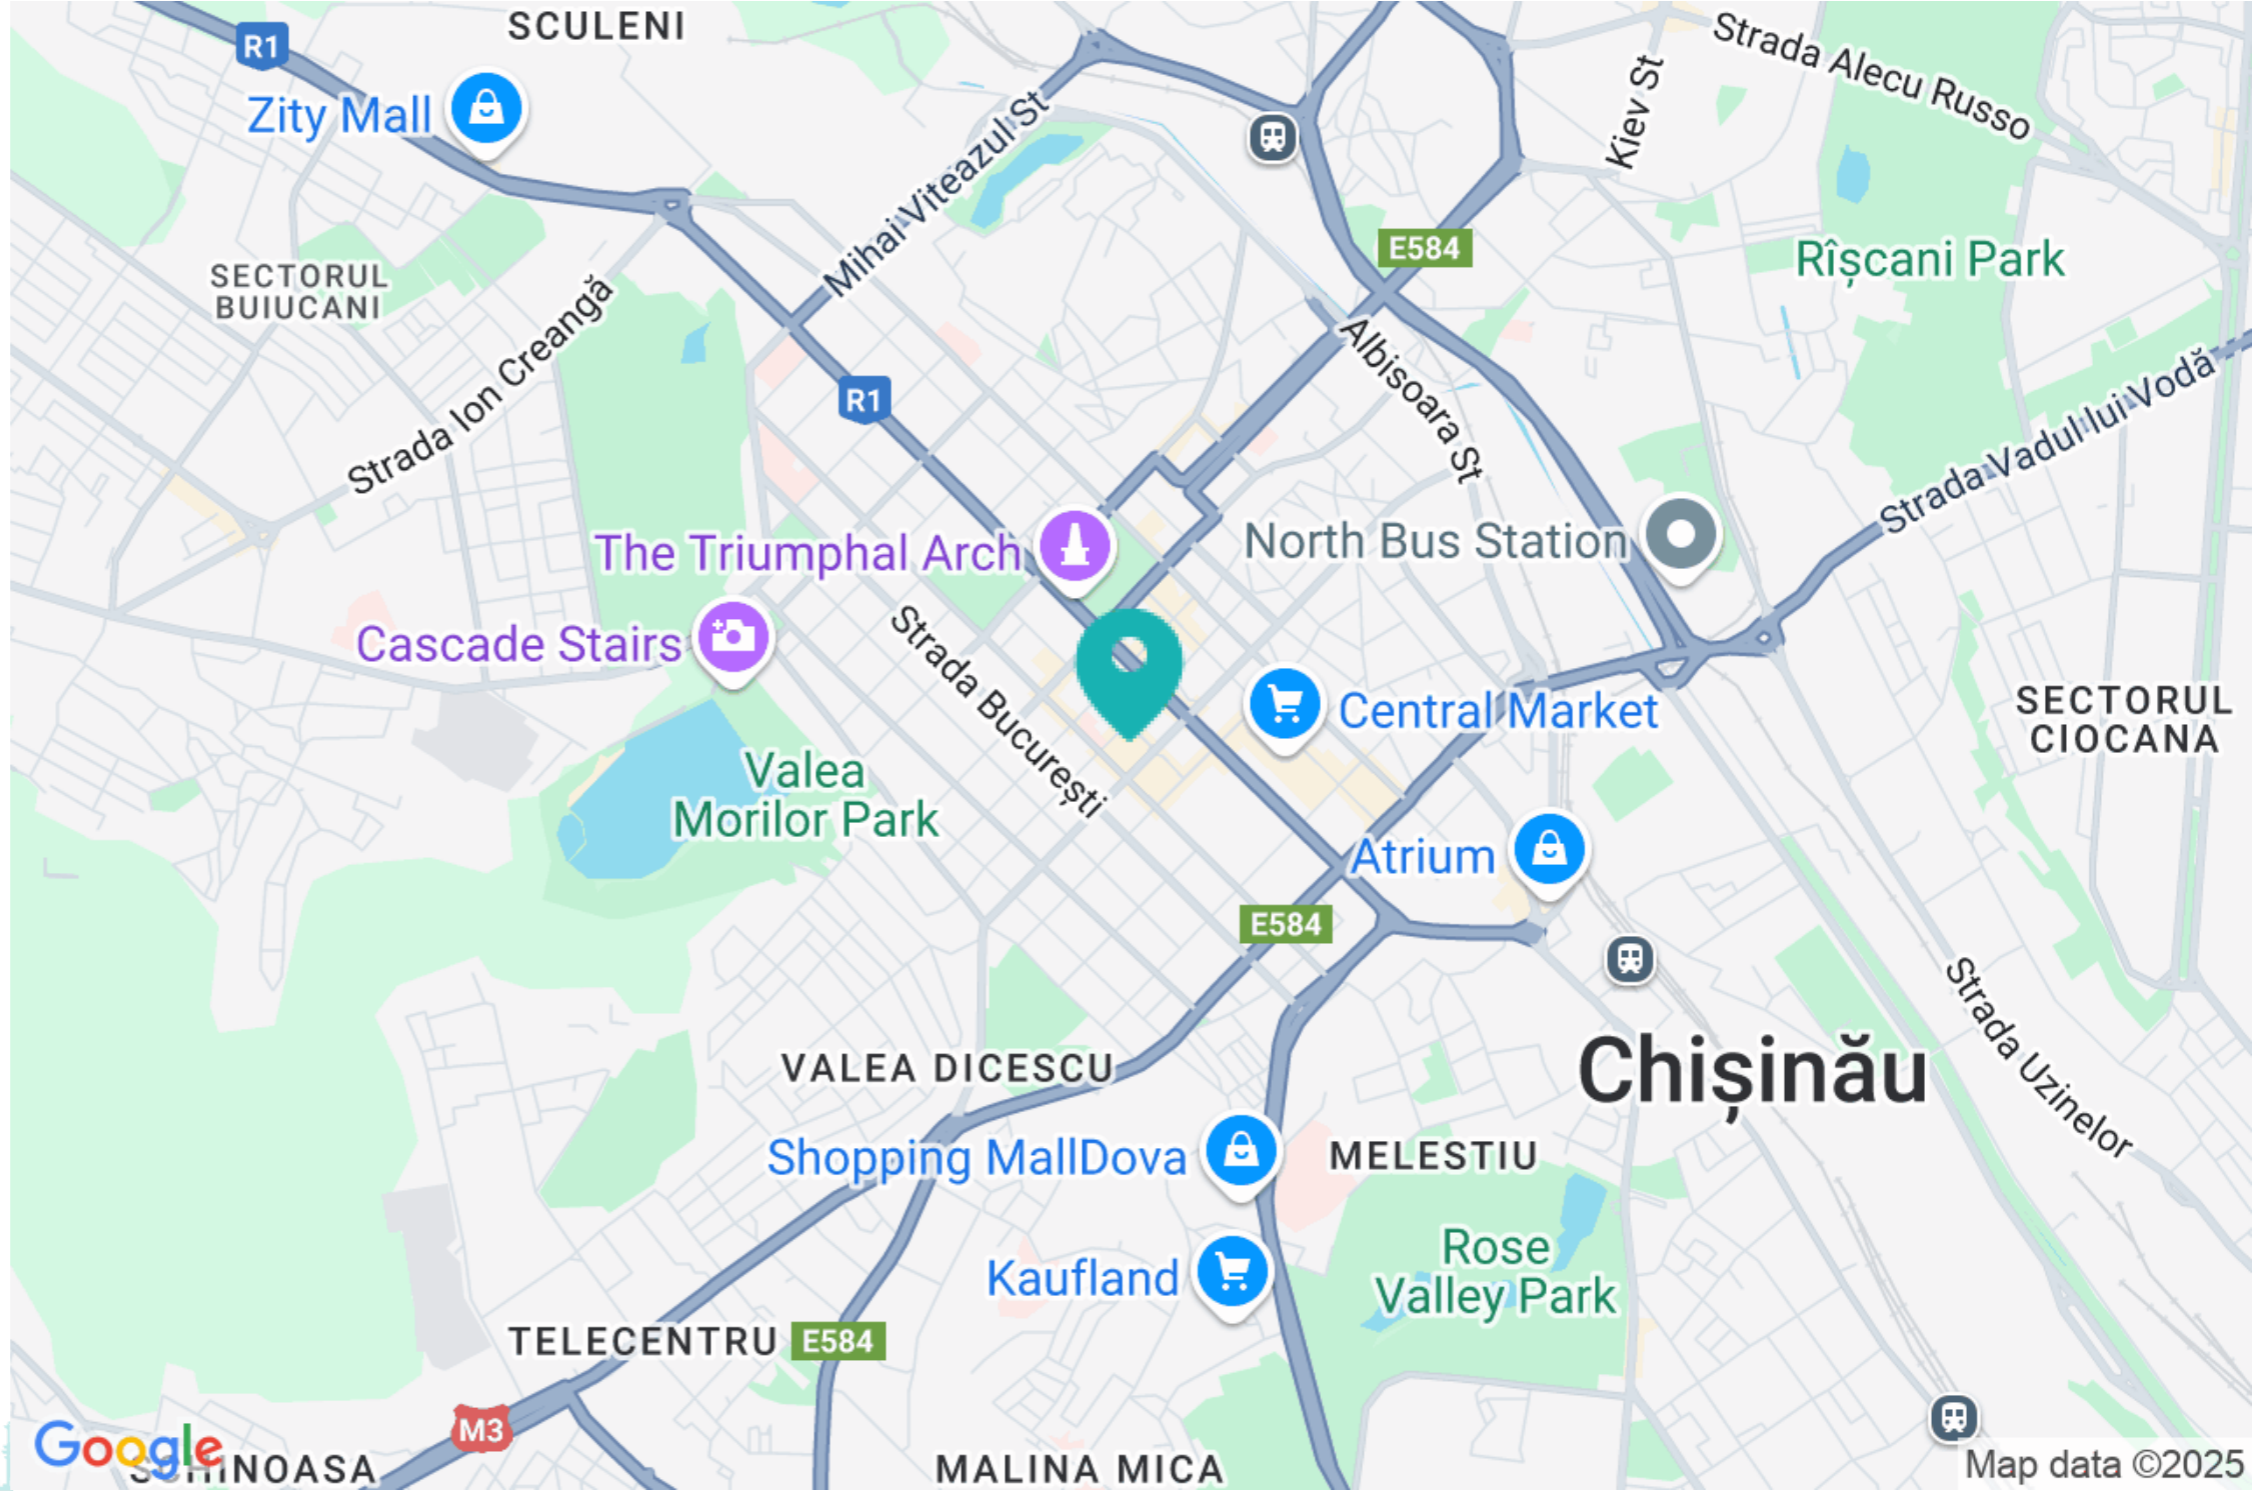 SCULENI
R1
Zity Mall
Strada Alecu Russo
Kiev St
Mihai Viteazul St
E584
Rîșcani Park
SECTORUL
BUIUCANI
Strada Ion Creangă
R1
Albisoara St
Strada Vadul lui Vodă
The Triumphal Arch
North Bus Station
Cascade Stairs
Strada București
Central Market
SECTORUL
CIOCANA
Valea
Morilor Park
Atrium
E584
Strada Uzinelor
VALEA DICESCU
Chișinău
Shopping MallDova
MELESTIU
Rose
Valley Park
Kaufland
TELECENTRU
E584
M3
Google
SCHINOASA
MALINA MICA
Map data ©2025